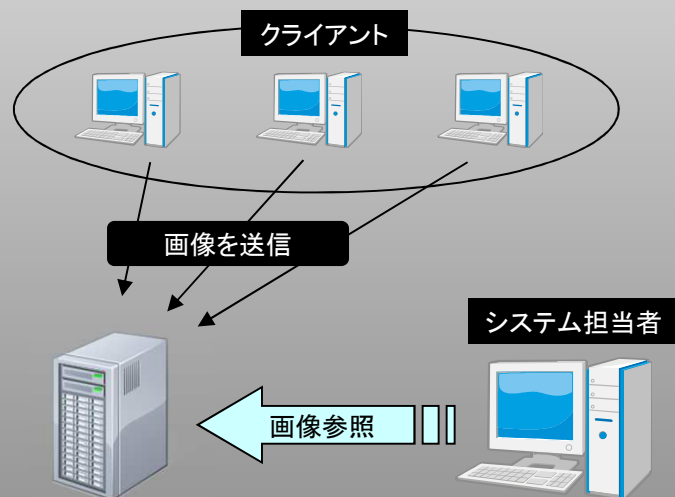 クライアント
画像を送信
システム担当者
画像参照